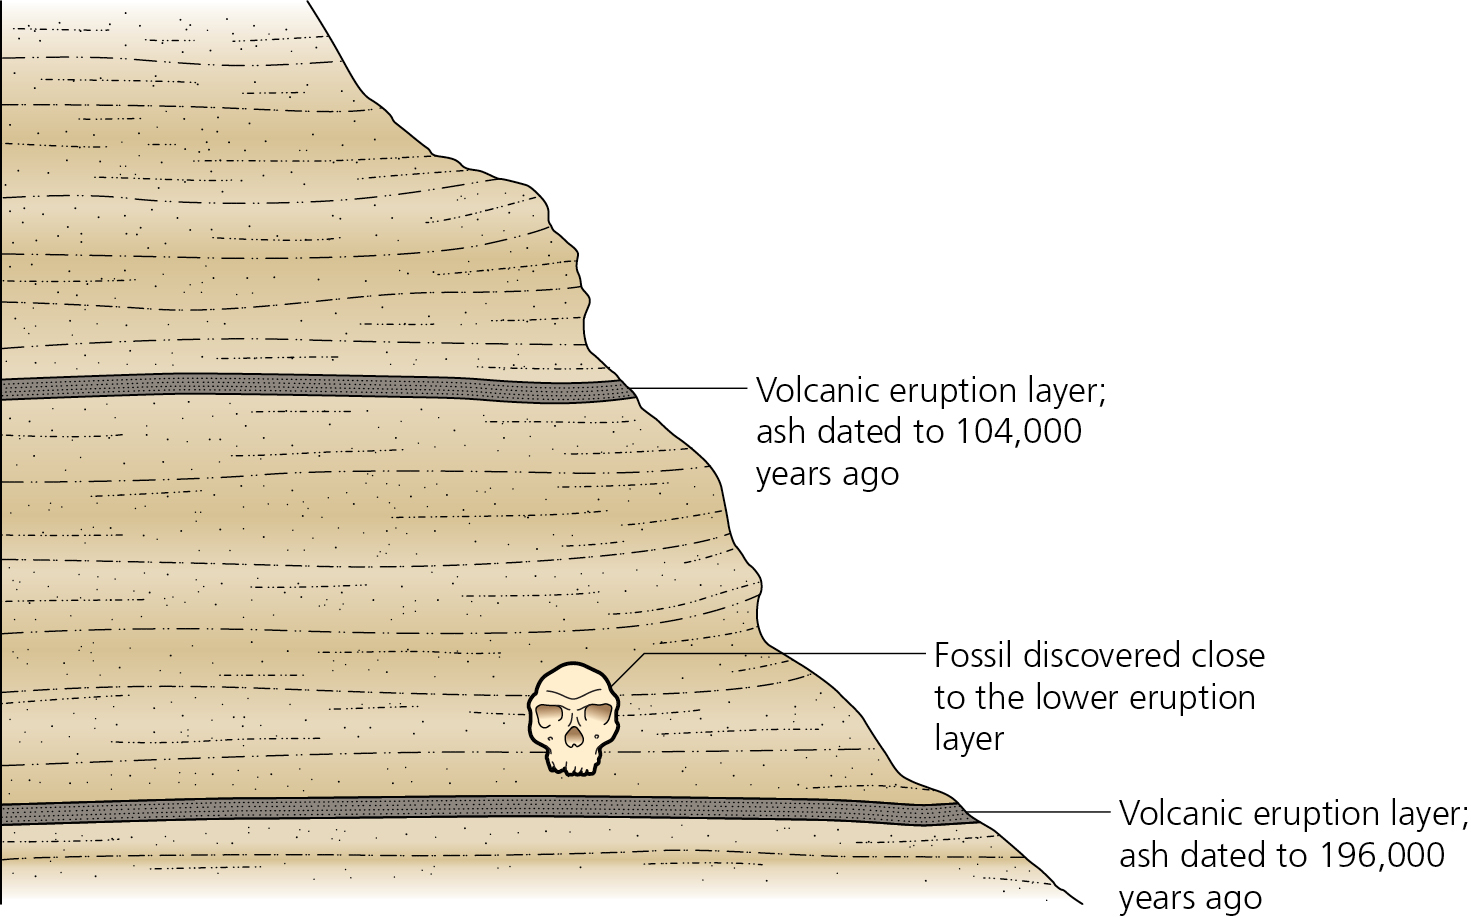 Volcanic eruption layer;
ash dated to 104,000
years ago
Fossil discovered close
to the lower eruption
layer
Volcanic eruption layer;
ash dated to 196,000
years ago